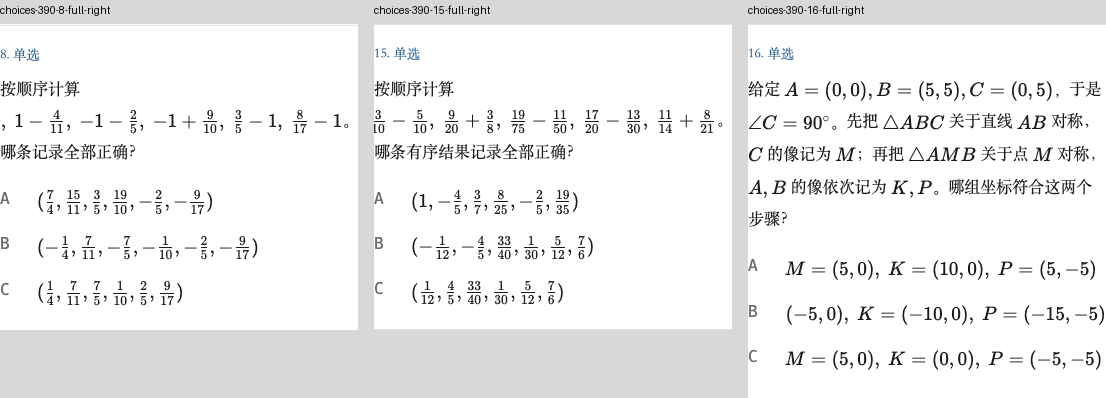 choices-390-8-full-right
8. 单选
按顺序计算
, 1 − 4/11, −1 − 2/5, −1 + 9/10, 3/5 − 1, 8/17 − 1。
哪条记录全部正确?
A (7/4, 15/11, 3/5, 19/10, −2/5, −9/17)
B (−1/4, 7/11, −7/5, −1/10, −2/5, −9/17)
C (1/4, 7/11, 7/5, 1/10, 2/5, 9/17)
choices-390-15-full-right
15. 单选
按顺序计算
3/10 − 5/10, 9/20 + 3/8, 19/75 − 11/50, 17/20 − 13/30, 11/14 + 8/21。
哪条有序结果记录全部正确?
A (1, −4/5, 3/7, 8/25, −2/5, 19/35)
B (−1/12, −4/5, 33/40, 1/30, 5/12, 7/6)
C (1/12, 4/5, 33/40, 1/30, 5/12, 7/6)
choices-390-16-full-right
16. 单选
给定 A = (0, 0), B = (5, 5), C = (0, 5),于是
∠C = 90°。先把 △ABC 关于直线 AB 对称,
C 的像记为 M;再把 △AMB 关于点 M 对称,
A, B 的像依次记为 K, P。哪组坐标符合这两个
步骤?
A M = (5, 0), K = (10, 0), P = (5, −5)
B (−5, 0), K = (−10, 0), P = (−15, −5)
C M = (5, 0), K = (0, 0), P = (−5, −5)